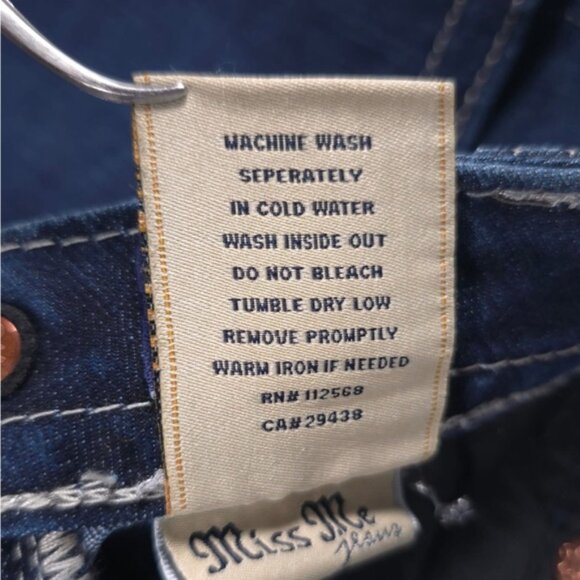 MACHINE WASH
SEPERATELY
IN COLD WATER
WASH INSIDE OUT
DO NOT BLEACH
TUMBLE DRY LOW
REMOVE PROMPTLY
WARM IRON IF NEEDED
RN# 112568
CA# 29438
Miss Me
jeans